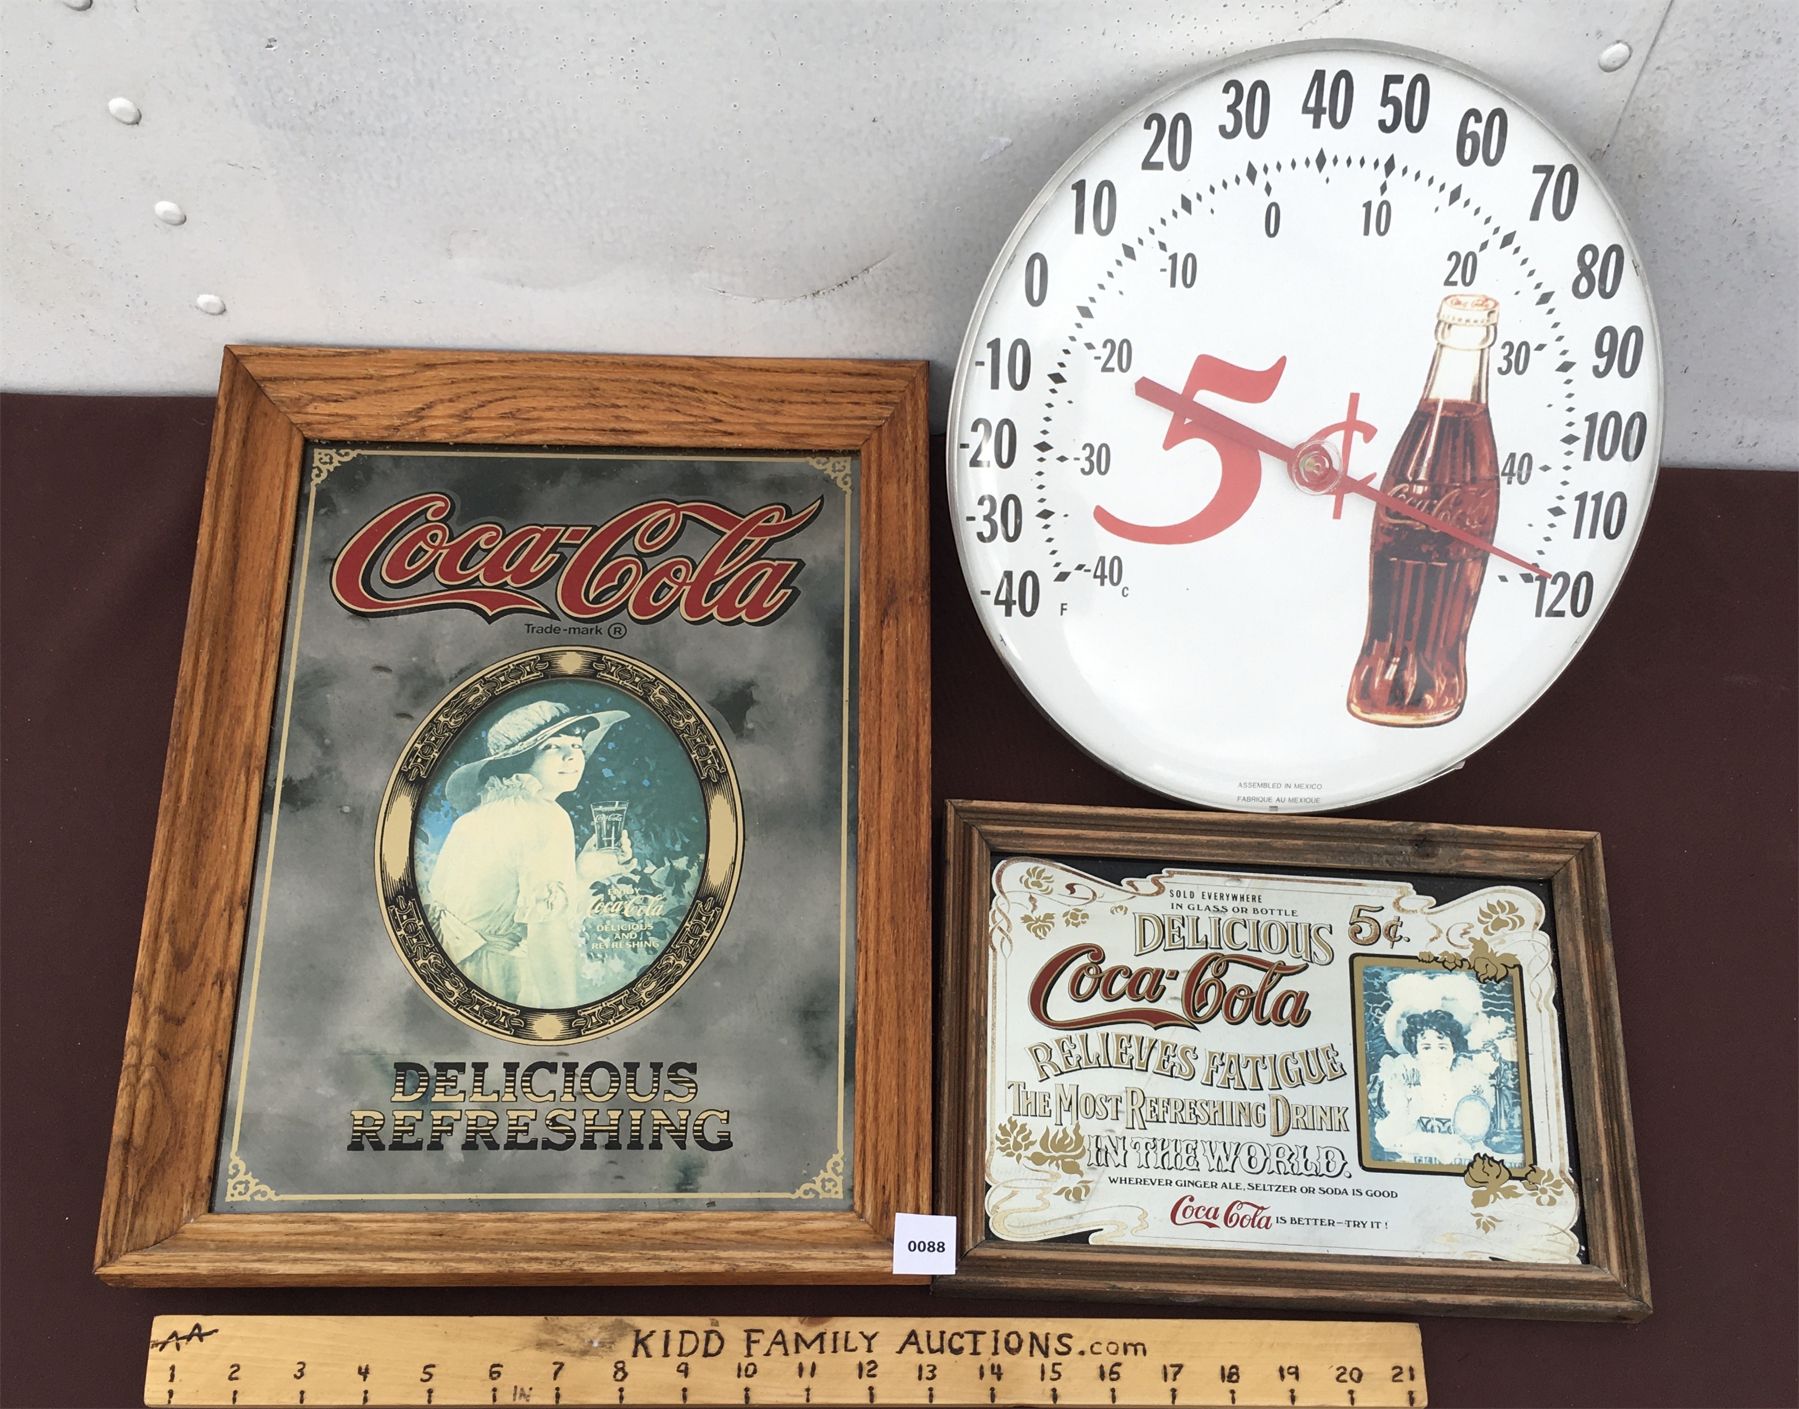 Coca-Cola
Trade-mark ®
ENJOY
Coca-Cola
DELICIOUS
AND
REFRESHING
DELICIOUS
REFRESHING
-40 -30 -20 -10 0 10 20 30 40 50 60 70 80 90 100 110 120
F
-40 -30 -20 -10 0 10 20 30 40
C
5¢
Coca-Cola
ASSEMBLED IN MEXICO
FABRIQUE AU MEXIQUE
SOLD EVERYWHERE
IN GLASS OR BOTTLE
DELICIOUS 5¢.
Coca-Cola
RELIEVES FATIGUE
THE MOST REFRESHING DRINK
IN THE WORLD.
WHEREVER GINGER ALE, SELTZER OR SODA IS GOOD
Coca Cola IS BETTER-TRY IT!
0088
AA KIDD FAMILY AUCTIONS.com
1 2 3 4 5 6 7 8 9 10 11 12 13 14 15 16 17 18 19 20 21
IN